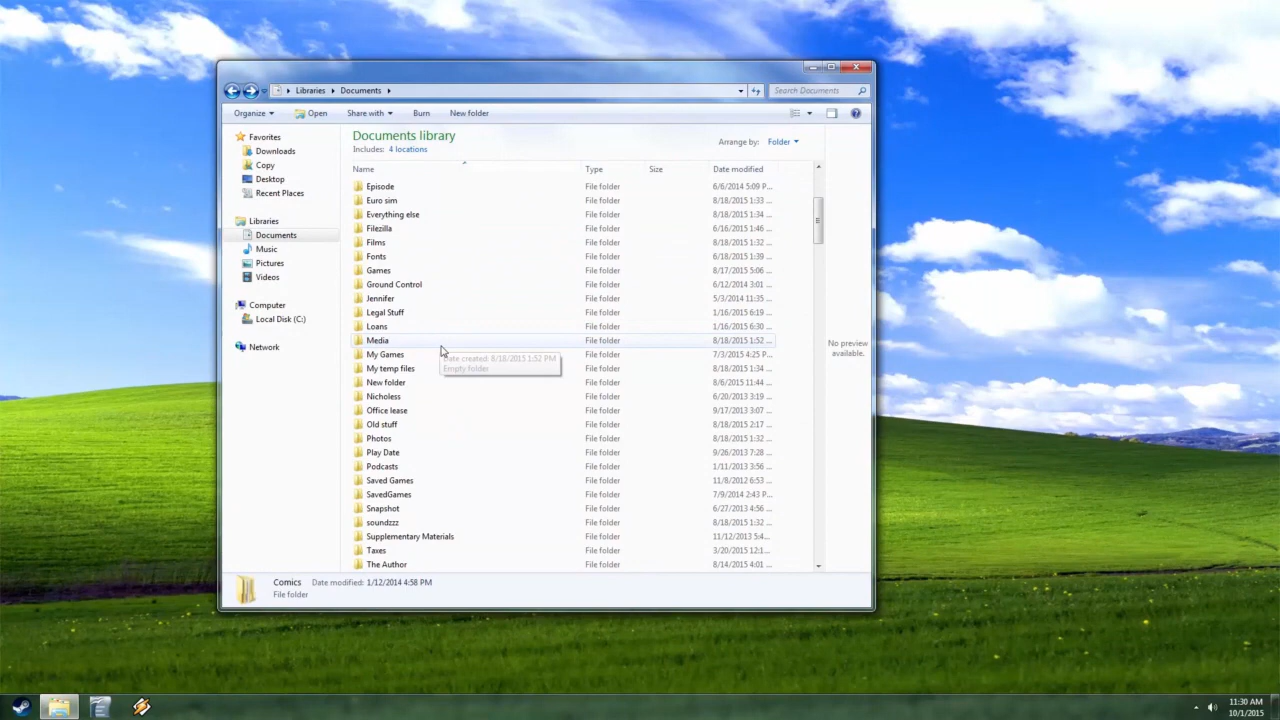 Libraries Documents
Search Documents
Organize Open Share with Burn New folder
Documents library
Includes: 4 locations
Arrange by: Folder
Name Type Size Date modified
Favorites
Downloads
Copy
Desktop
Recent Places
Libraries
Documents
Music
Pictures
Videos
Computer
Local Disk (C:)
Network
Episode File folder 6/6/2014 5:09 P...
Euro sim File folder 8/18/2015 1:33 ...
Everything else File folder 8/18/2015 1:34 ...
Filezilla File folder 6/16/2015 1:46 ...
Films File folder 8/18/2015 1:32 ...
Fonts File folder 6/18/2015 1:39 ...
Games File folder 8/17/2015 5:06 ...
Ground Control File folder 6/12/2014 3:01 ...
Jennifer File folder 5/3/2014 11:35 ...
Legal Stuff File folder 1/16/2015 6:19 ...
Loans File folder 1/16/2015 6:30 ...
Media File folder 8/18/2015 1:52 ...
My Games File folder 7/3/2015 4:25 P...
My temp files File folder 8/18/2015 1:34 ...
New folder File folder 8/6/2015 11:44 ...
Nicholess File folder 6/20/2013 3:19 ...
Office lease File folder 9/17/2013 3:07 ...
Old stuff File folder 8/18/2015 2:17 ...
Photos File folder 8/18/2015 1:32 ...
Play Date File folder 9/26/2013 7:28 ...
Podcasts File folder 1/11/2013 3:56 ...
Saved Games File folder 11/8/2012 6:53 ...
SavedGames File folder 7/9/2014 2:43 P...
Snapshot File folder 6/27/2013 4:56 ...
soundzzz File folder 8/18/2015 1:32 ...
Supplementary Materials File folder 11/12/2013 5:4...
Taxes File folder 3/20/2015 12:1...
The Author File folder 8/14/2015 4:01 ...
Date created: 8/18/2015 1:52 PM
Empty folder
No preview
available.
Comics Date modified: 1/12/2014 4:58 PM
File folder
11:30 AM
10/1/2015